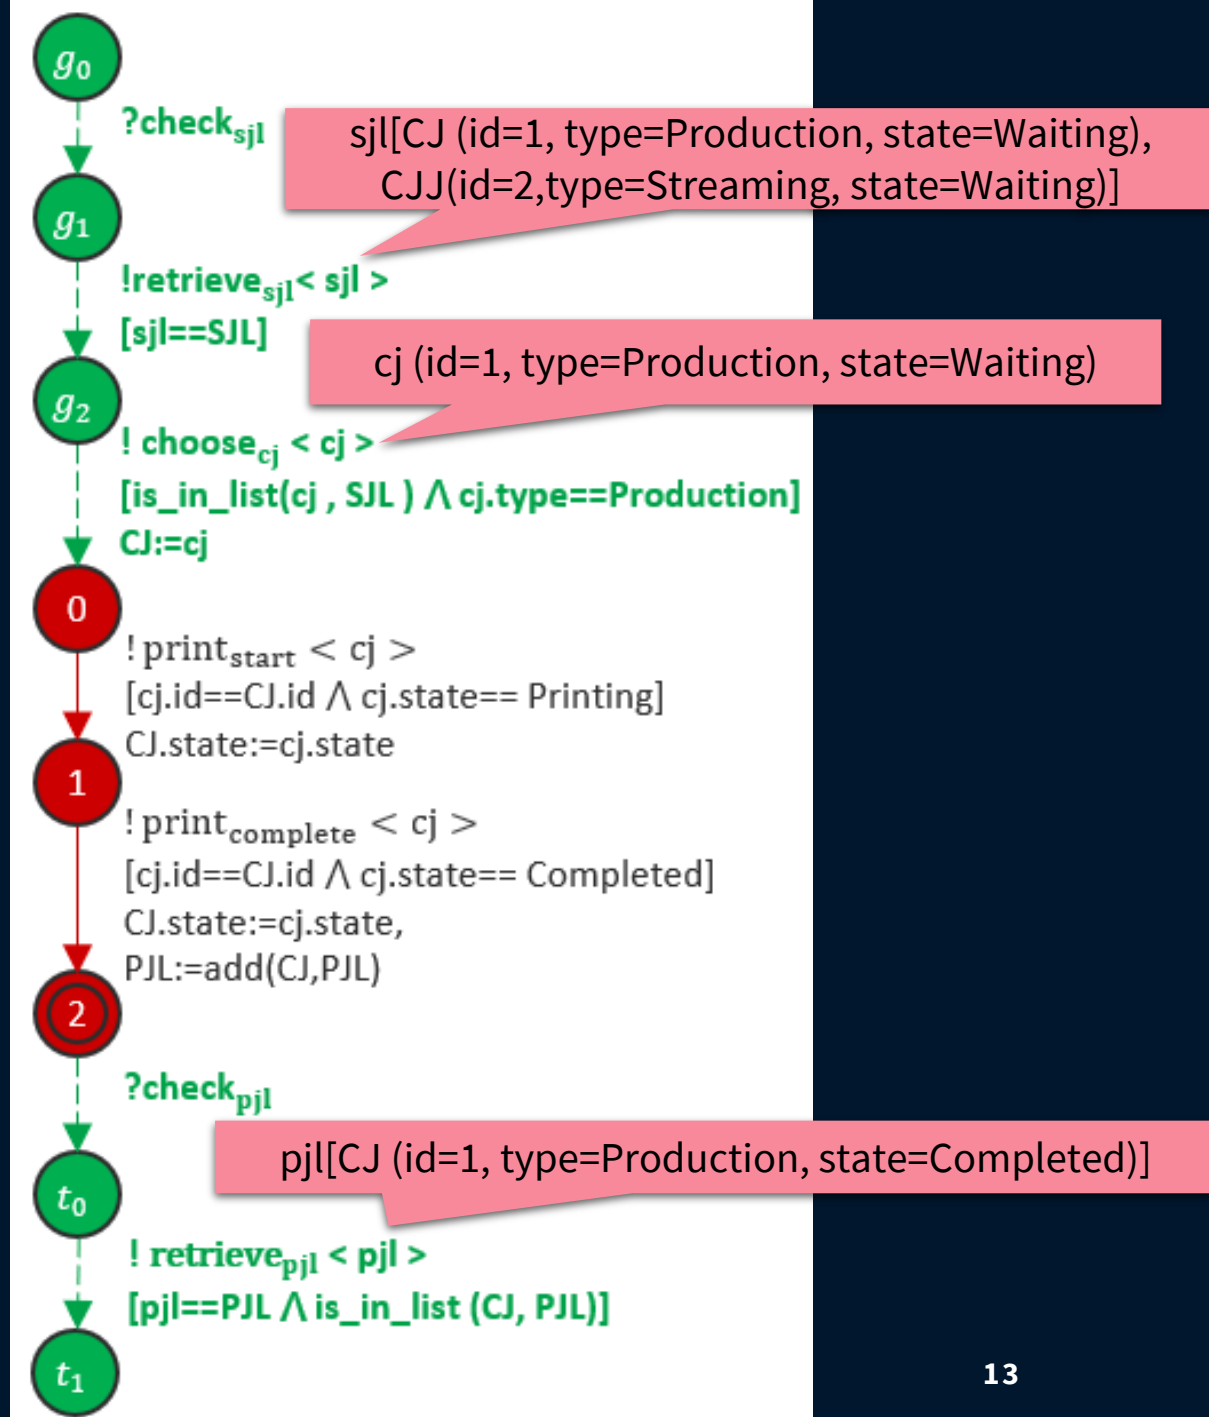 g₀
?check_sjl
sjl[CJ (id=1, type=Production, state=Waiting),
CJJ(id=2,type=Streaming, state=Waiting)]
g₁
!retrieve_sjl< sjl >
[sjl==SJL]
cj (id=1, type=Production, state=Waiting)
g₂
! choose_cj < cj >
[is_in_list(cj , SJL ) ⋀ cj.type==Production]
CJ:=cj
0
! print_start < cj >
[cj.id==CJ.id ⋀ cj.state== Printing]
CJ.state:=cj.state
1
! print_complete < cj >
[cj.id==CJ.id ⋀ cj.state== Completed]
CJ.state:=cj.state,
PJL:=add(CJ,PJL)
2
?check_pjl
pjl[CJ (id=1, type=Production, state=Completed)]
t₀
! retrieve_pjl < pjl >
[pjl==PJL ⋀ is_in_list (CJ, PJL)]
t₁
13